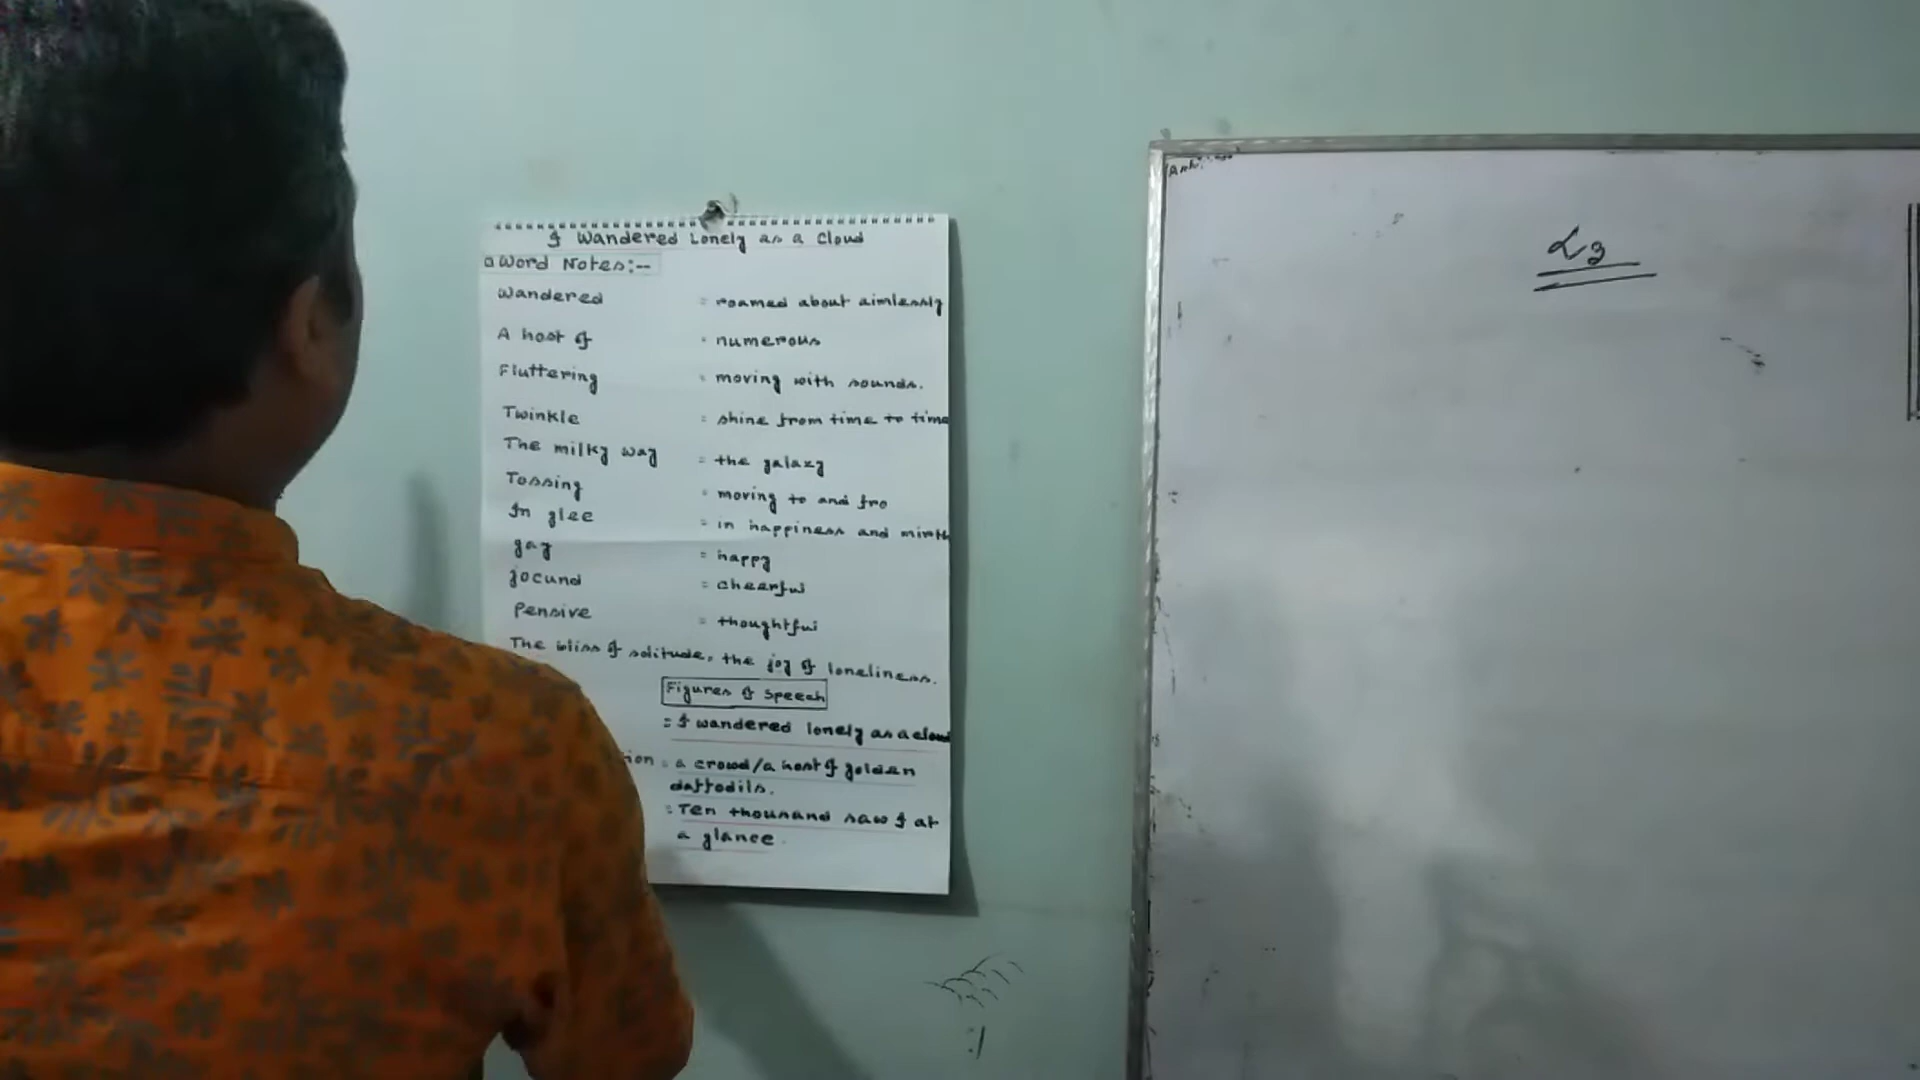 I Wandered Lonely as a Cloud
Word Notes:--
Wandered = roamed about aimlessly
A host of = numerous
Fluttering = moving with sounds.
Twinkle = shine from time to time
The milky way = the galaxy
Tossing = moving to and fro
In glee = in happiness and mirth
gay = happy
jocund = cheerful
Pensive = thoughtful
The bliss of solitude = the joy of loneliness.
Figures of speech
= I wandered lonely as a cloud
ion = a crowd/a host of golden
daffodils.
= Ten thousand saw I at
a glance.
L3